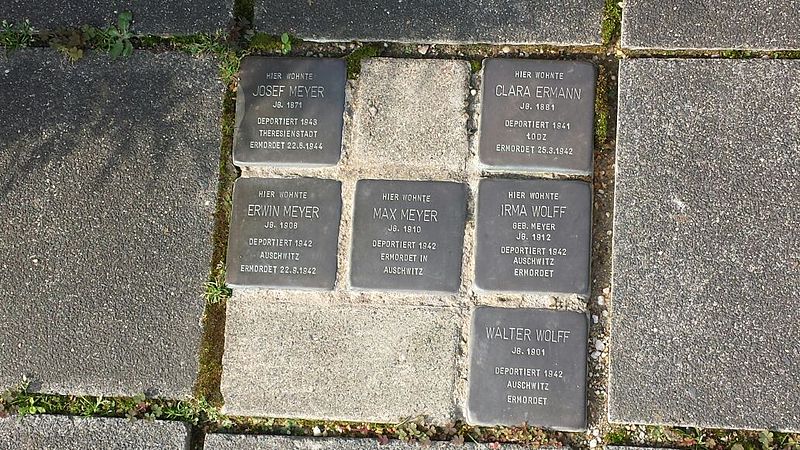 HIER WOHNTE
JOSEF MEYER
JG. 1871
DEPORTIERT 1943
THERESIENSTADT
ERMORDET 22.6.1944
HIER WOHNTE
CLARA ERMANN
JG. 1881
DEPORTIERT 1941
ŁODZ
ERMORDET 25.3.1942
HIER WOHNTE
ERWIN MEYER
JG. 1908
DEPORTIERT 1942
AUSCHWITZ
ERMORDET 22.9.1942
HIER WOHNTE
MAX MEYER
JG. 1910
DEPORTIERT 1942
ERMORDET IN
AUSCHWITZ
HIER WOHNTE
IRMA WOLFF
GEB. MEYER
JG. 1912
DEPORTIERT 1942
AUSCHWITZ
ERMORDET
WALTER WOLFF
JG. 1901
DEPORTIERT 1942
AUSCHWITZ
ERMORDET